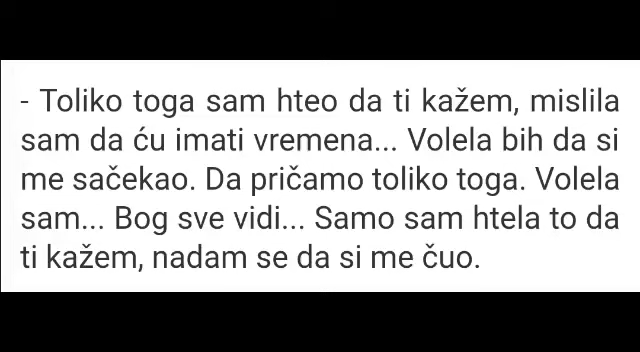 - Toliko toga sam hteo da ti kažem, mislila
sam da ću imati vremena... Volela bih da si
me sačekao. Da pričamo toliko toga. Volela
sam... Bog sve vidi... Samo sam htela to da
ti kažem, nadam se da si me čuo.